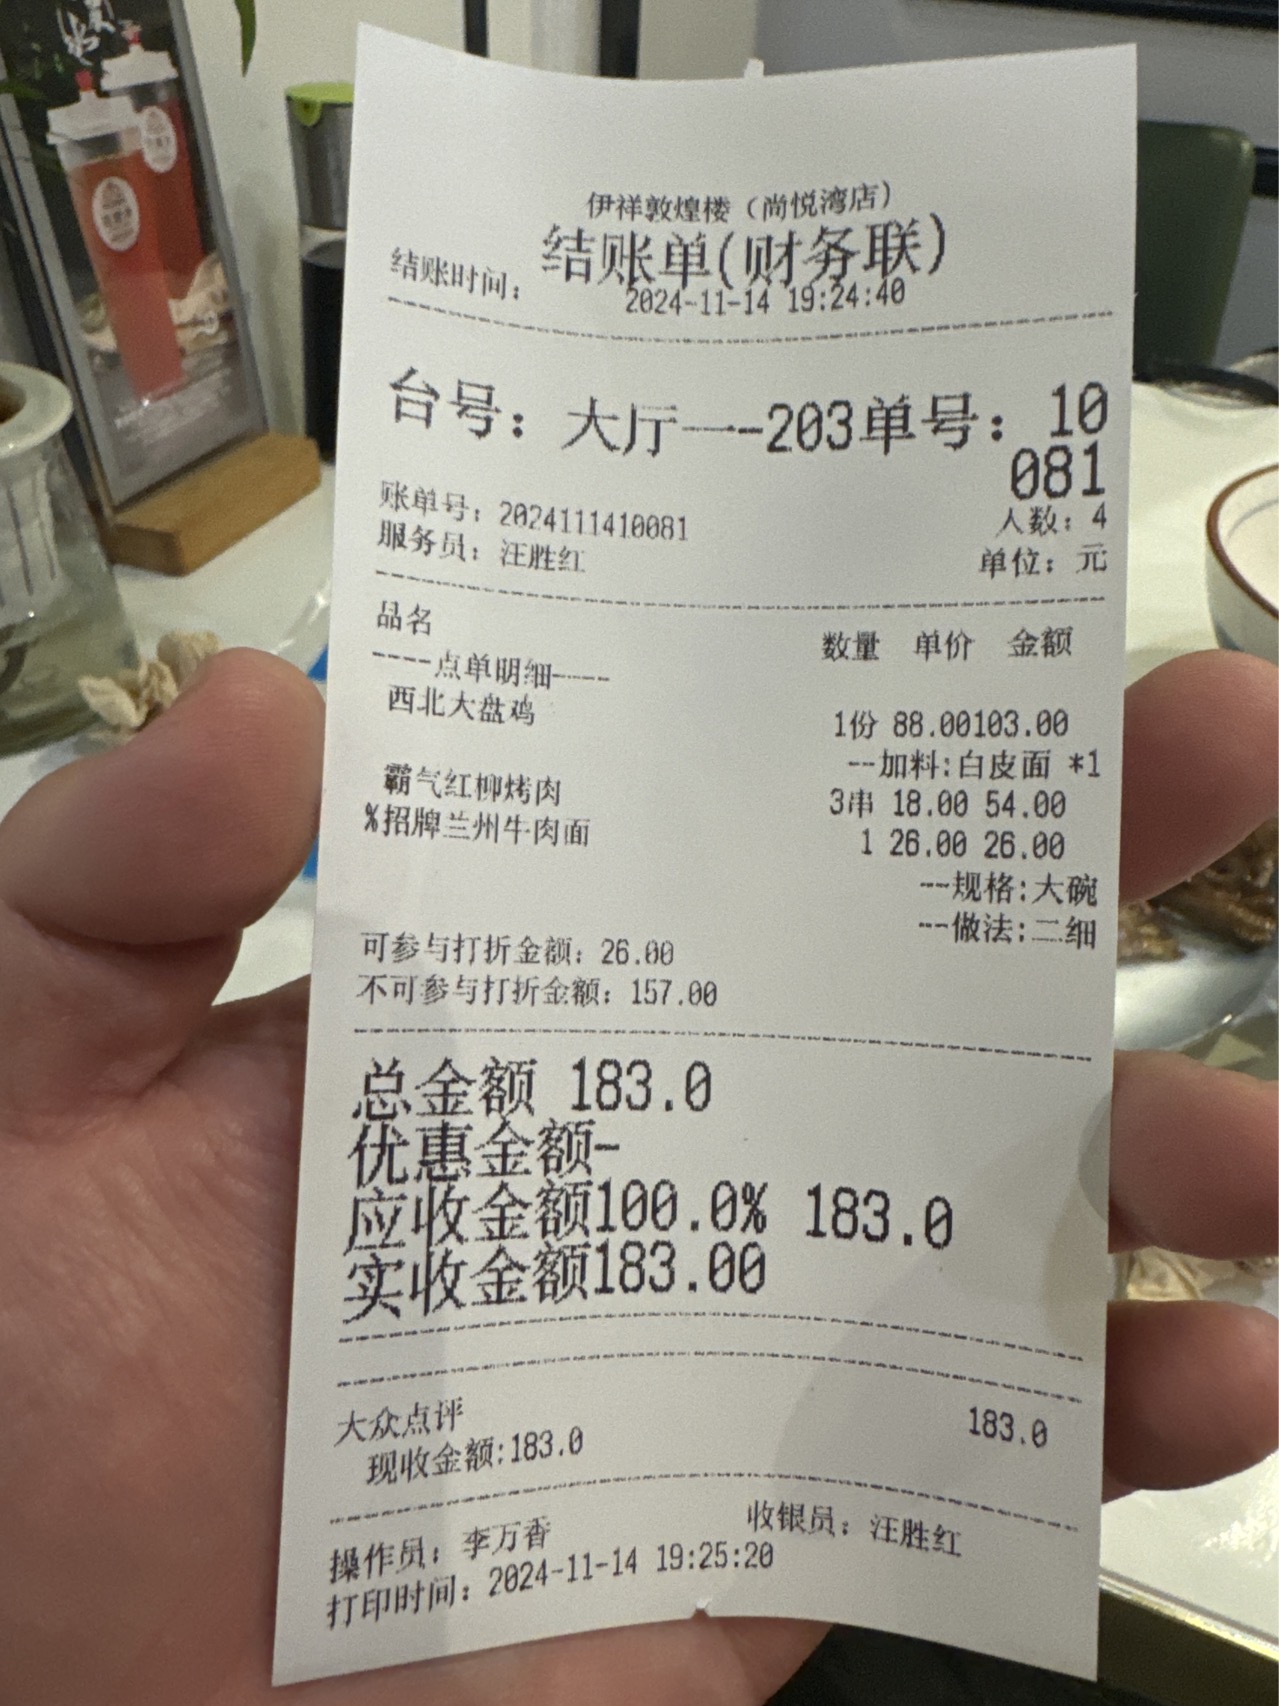 伊祥敦煌楼（尚悦湾店）
结账单(财务联)
结账时间： 2024-11-14 19:24:40
台号：大厅一-203单号：10
081
账单号：2024111410081 人数：4
服务员：汪胜红 单位：元
品名 数量 单价 金额
----点单明细----
西北大盘鸡 1份 88.00103.00
--加料:白皮面 *1
霸气红柳烤肉 3串 18.00 54.00
%招牌兰州牛肉面 1 26.00 26.00
--规格:大碗
--做法:二细
可参与打折金额：26.00
不可参与打折金额：157.00
总金额 183.0
优惠金额-
应收金额100.0% 183.0
实收金额183.00
大众点评 183.0
现收金额:183.0
操作员：李万香 收银员：汪胜红
打印时间：2024-11-14 19:25:20